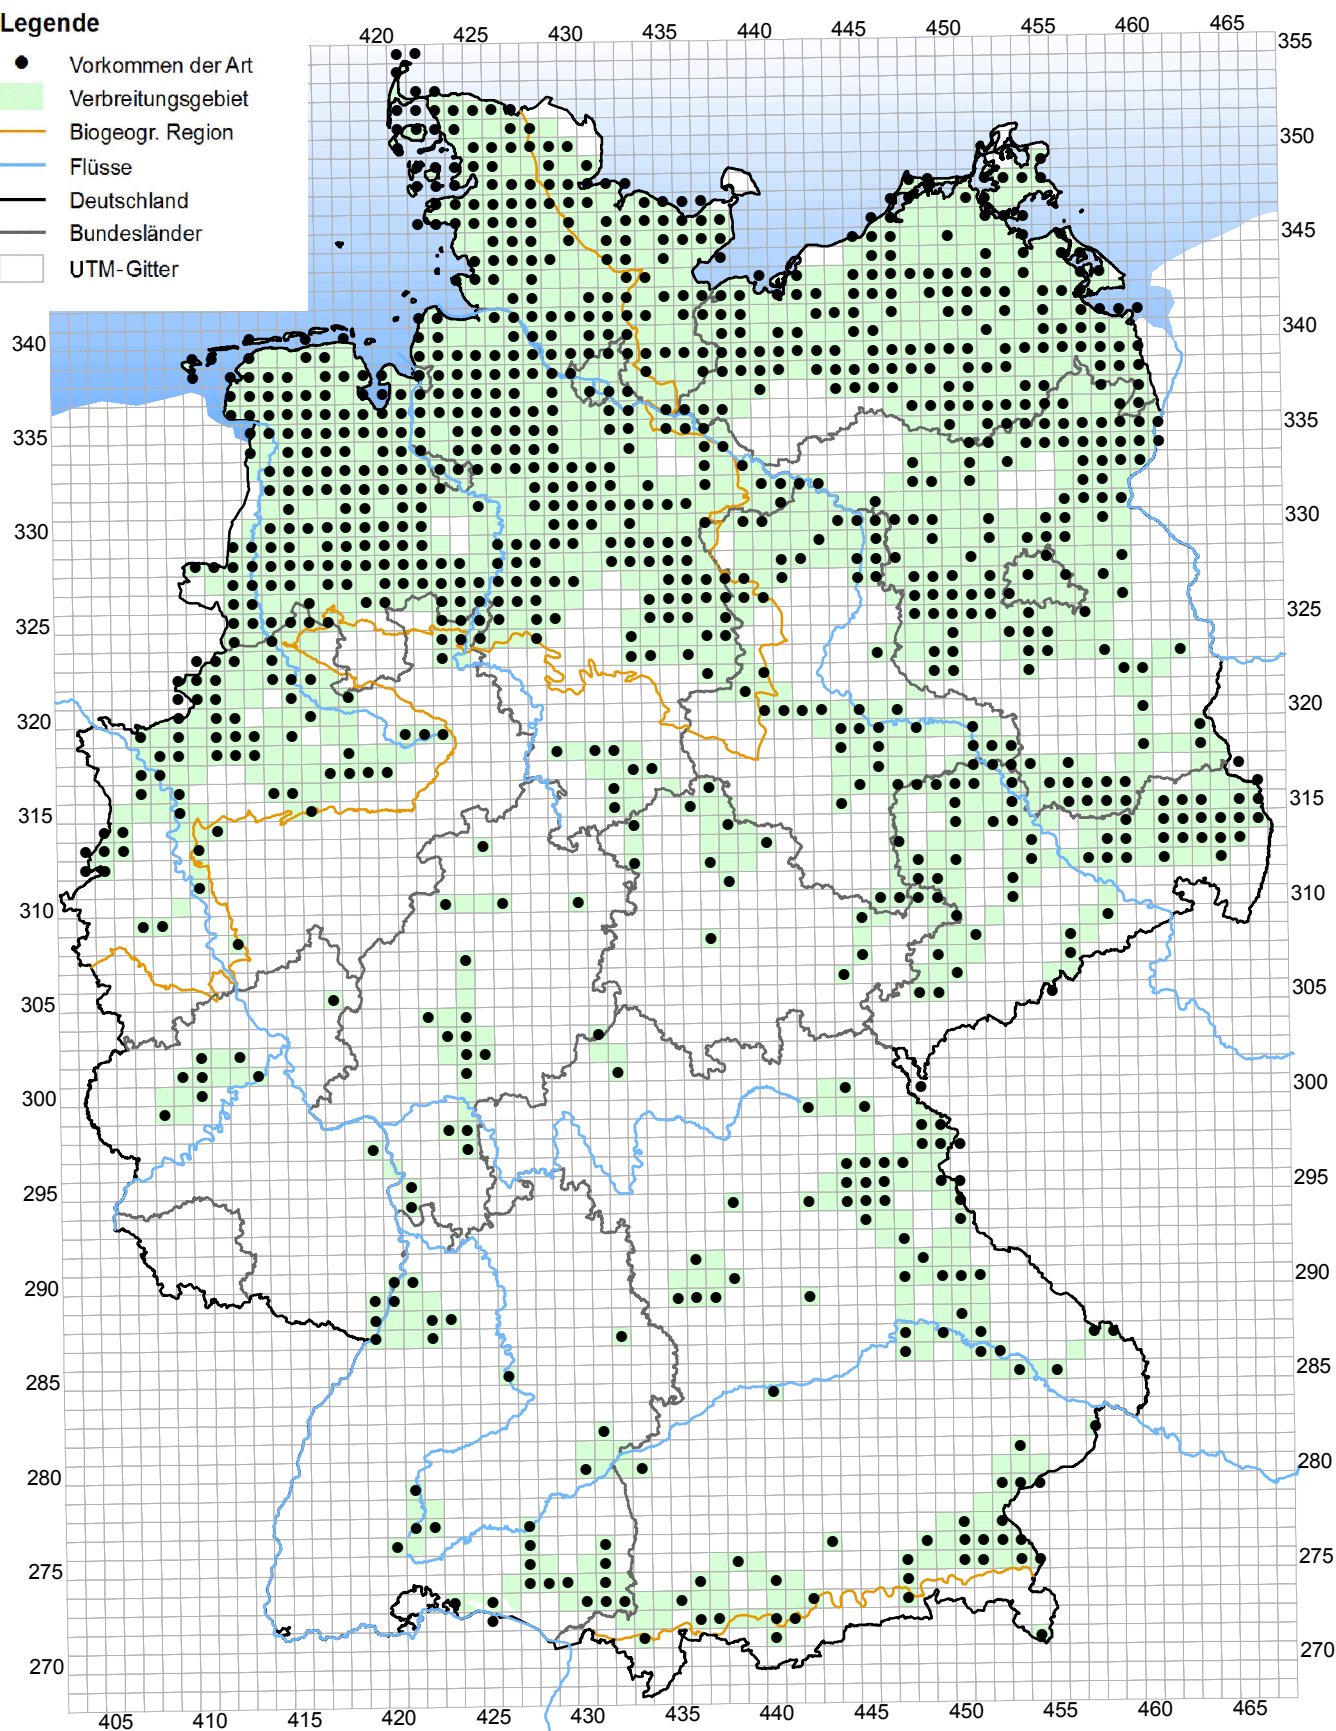 Legende
Vorkommen der Art
Verbreitungsgebiet
Biogeogr. Region
Flüsse
Deutschland
Bundesländer
UTM-Gitter
420 425 430 435 440 445 450 455 460 465
355
350
345
340 340
335 335
330 330
325 325
320 320
315 315
310 310
305 305
300 300
295 295
290 290
285 285
280 280
275 275
270 270
405 410 415 420 425 430 435 440 445 450 455 460 465